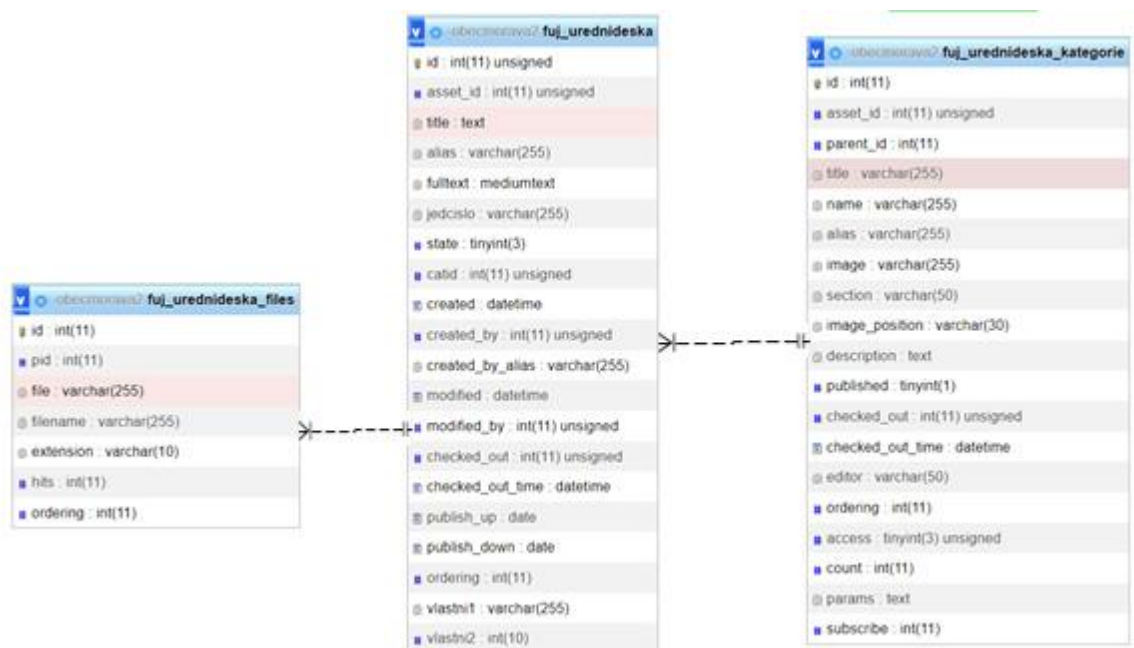 obecmorava2 fuj_urednideska_files
id : int(11)
pid : int(11)
file : varchar(255)
filename : varchar(255)
extension : varchar(10)
hits : int(11)
ordering : int(11)
obecmorava2 fuj_urednideska
id : int(11) unsigned
asset_id : int(11) unsigned
title : text
alias : varchar(255)
fulltext : mediumtext
jedcislo : varchar(255)
state : tinyint(3)
catid : int(11) unsigned
created : datetime
created_by : int(11) unsigned
created_by_alias : varchar(255)
modified : datetime
modified_by : int(11) unsigned
checked_out : int(11) unsigned
checked_out_time : datetime
publish_up : date
publish_down : date
ordering : int(11)
vlastni1 : varchar(255)
vlastni2 : int(10)
obecmorava2 fuj_urednideska_kategorie
id : int(11)
asset_id : int(11) unsigned
parent_id : int(11)
title : varchar(255)
name : varchar(255)
alias : varchar(255)
image : varchar(255)
section : varchar(50)
image_position : varchar(30)
description : text
published : tinyint(1)
checked_out : int(11) unsigned
checked_out_time : datetime
editor : varchar(50)
ordering : int(11)
access : tinyint(3) unsigned
count : int(11)
params : text
subscribe : int(11)